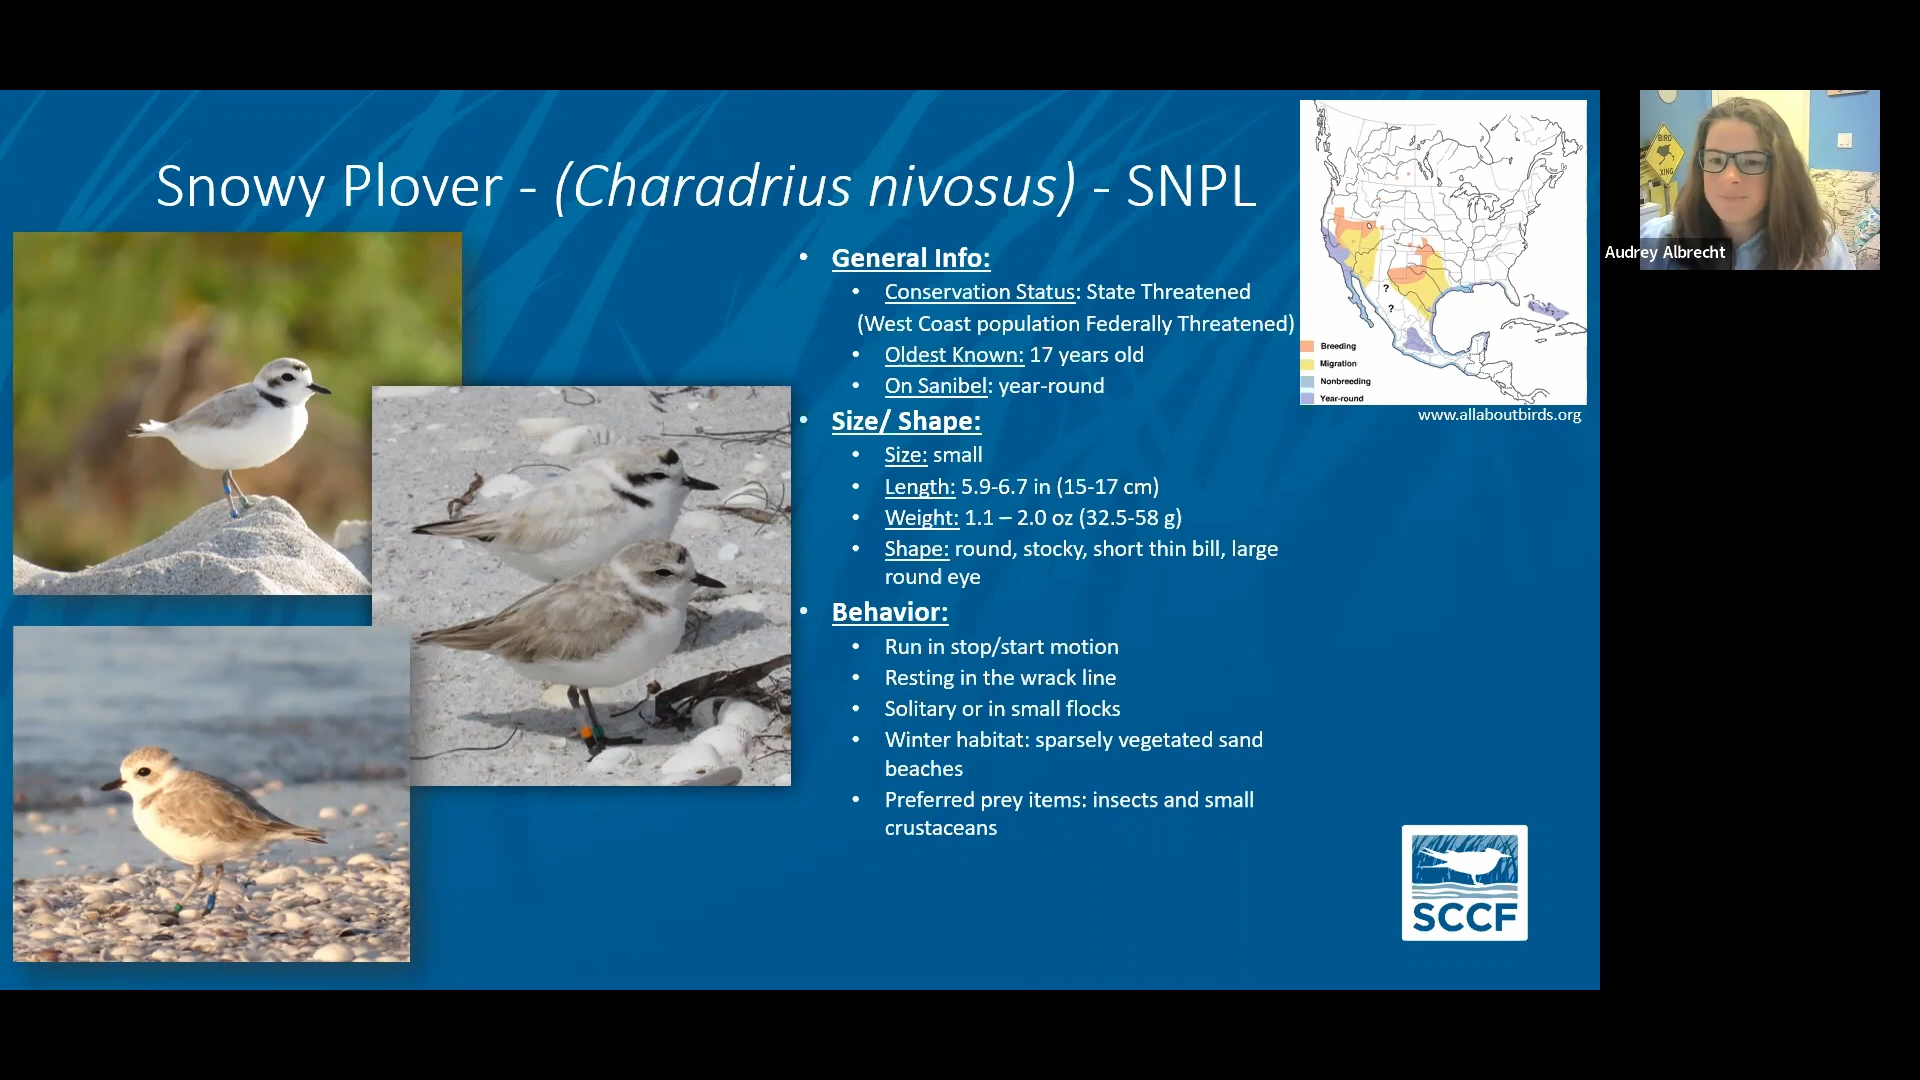 Snowy Plover - (Charadrius nivosus) - SNPL
• General Info:
• Conservation Status: State Threatened
(West Coast population Federally Threatened)
• Oldest Known: 17 years old
• On Sanibel: year-round
• Size/ Shape:
• Size: small
• Length: 5.9-6.7 in (15-17 cm)
• Weight: 1.1 – 2.0 oz (32.5-58 g)
• Shape: round, stocky, short thin bill, large
round eye
• Behavior:
• Run in stop/start motion
• Resting in the wrack line
• Solitary or in small flocks
• Winter habitat: sparsely vegetated sand
beaches
• Preferred prey items: insects and small
crustaceans
? 
?
Breeding
Migration
Nonbreeding
Year-round
www.allaboutbirds.org
SCCF
BIRD
XING
Audrey Albrecht